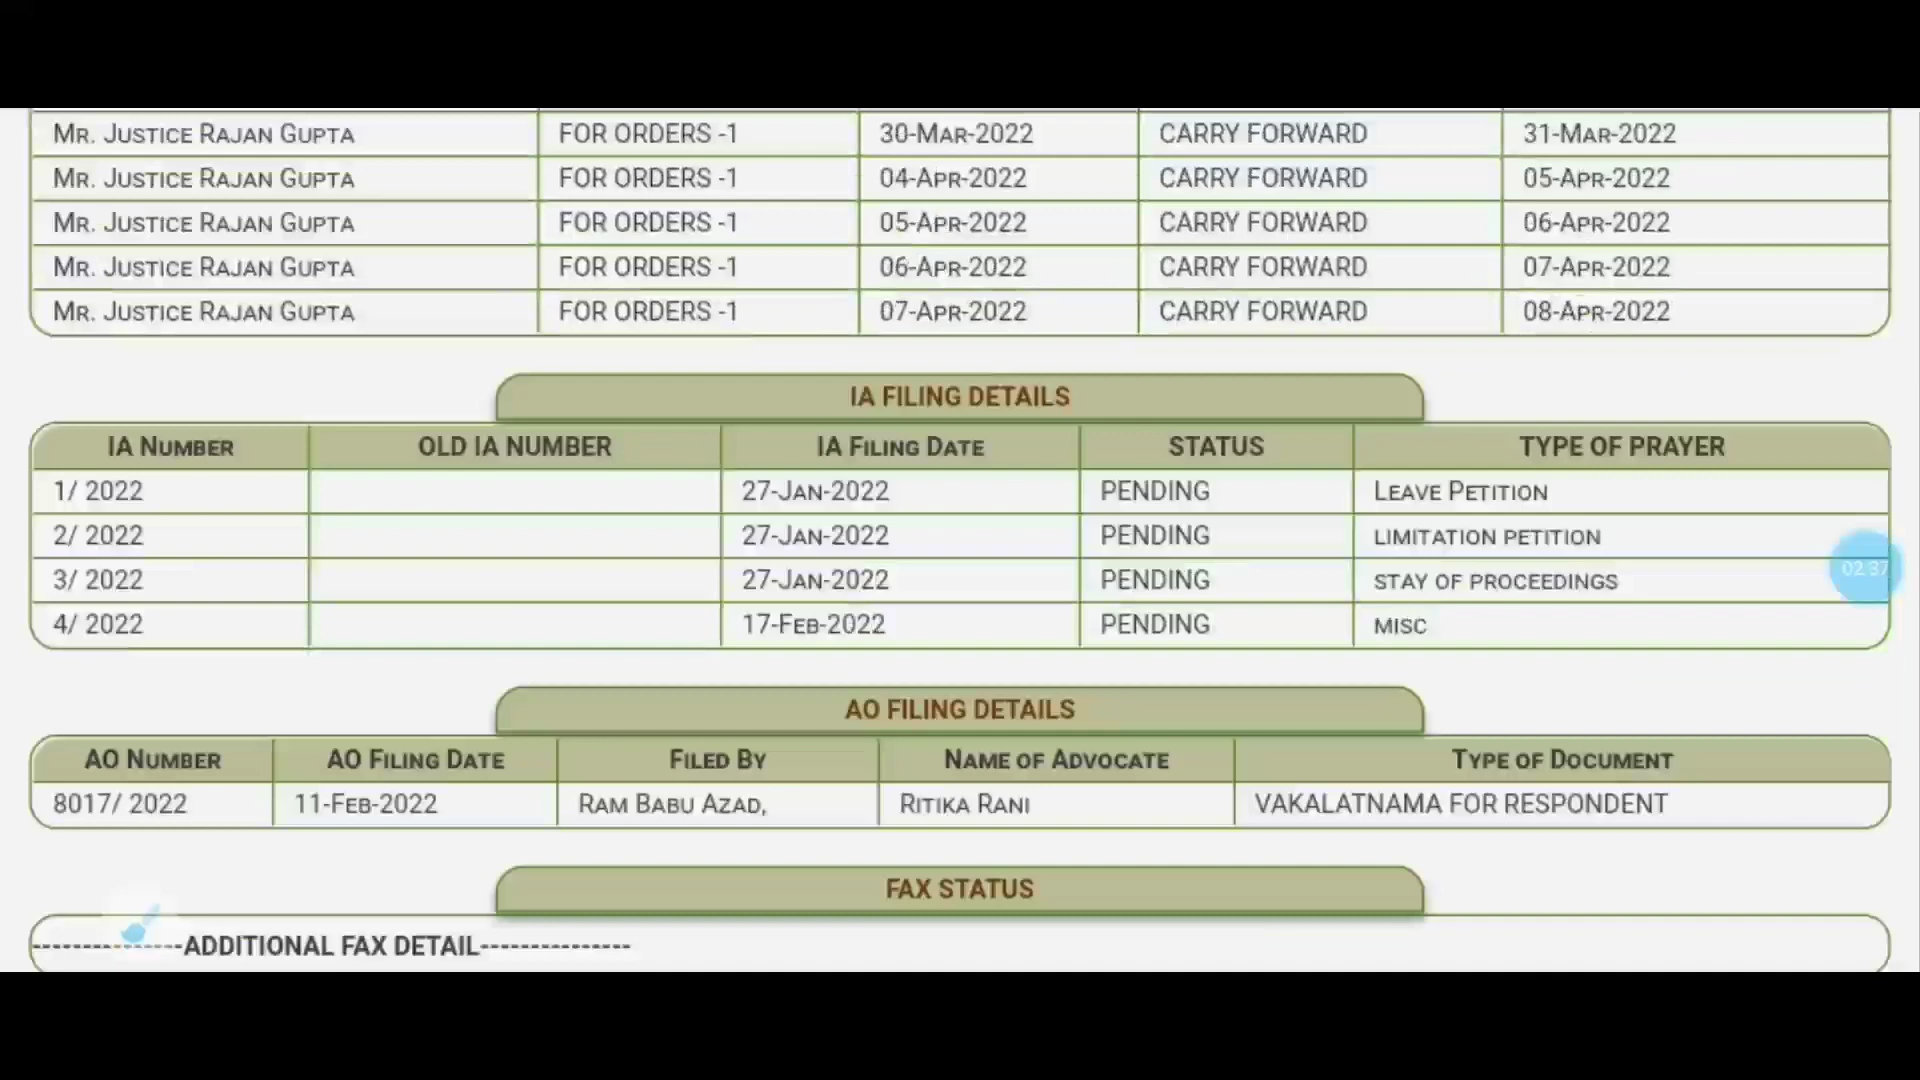 MR. JUSTICE RAJAN GUPTA FOR ORDERS -1 30-MAR-2022 CARRY FORWARD 31-MAR-2022
MR. JUSTICE RAJAN GUPTA FOR ORDERS -1 04-APR-2022 CARRY FORWARD 05-APR-2022
MR. JUSTICE RAJAN GUPTA FOR ORDERS -1 05-APR-2022 CARRY FORWARD 06-APR-2022
MR. JUSTICE RAJAN GUPTA FOR ORDERS -1 06-APR-2022 CARRY FORWARD 07-APR-2022
MR. JUSTICE RAJAN GUPTA FOR ORDERS -1 07-APR-2022 CARRY FORWARD 08-APR-2022
IA FILING DETAILS
IA NUMBER OLD IA NUMBER IA FILING DATE STATUS TYPE OF PRAYER
1/ 2022 27-JAN-2022 PENDING LEAVE PETITION
2/ 2022 27-JAN-2022 PENDING LIMITATION PETITION
3/ 2022 27-JAN-2022 PENDING STAY OF PROCEEDINGS
02:37
4/ 2022 17-FEB-2022 PENDING MISC
AO FILING DETAILS
AO NUMBER AO FILING DATE FILED BY NAME OF ADVOCATE TYPE OF DOCUMENT
8017/ 2022 11-FEB-2022 RAM BABU AZAD, RITIKA RANI VAKALATNAMA FOR RESPONDENT
FAX STATUS
---------------ADDITIONAL FAX DETAIL---------------